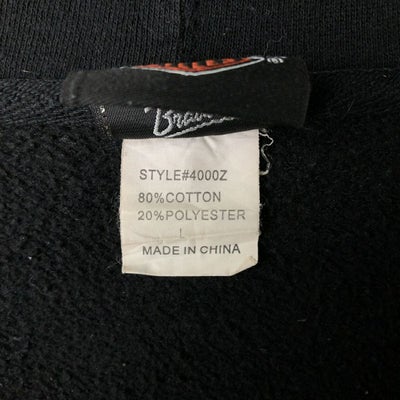 STYLE#4000Z
80%COTTON
20%POLYESTER
L
MADE IN CHINA